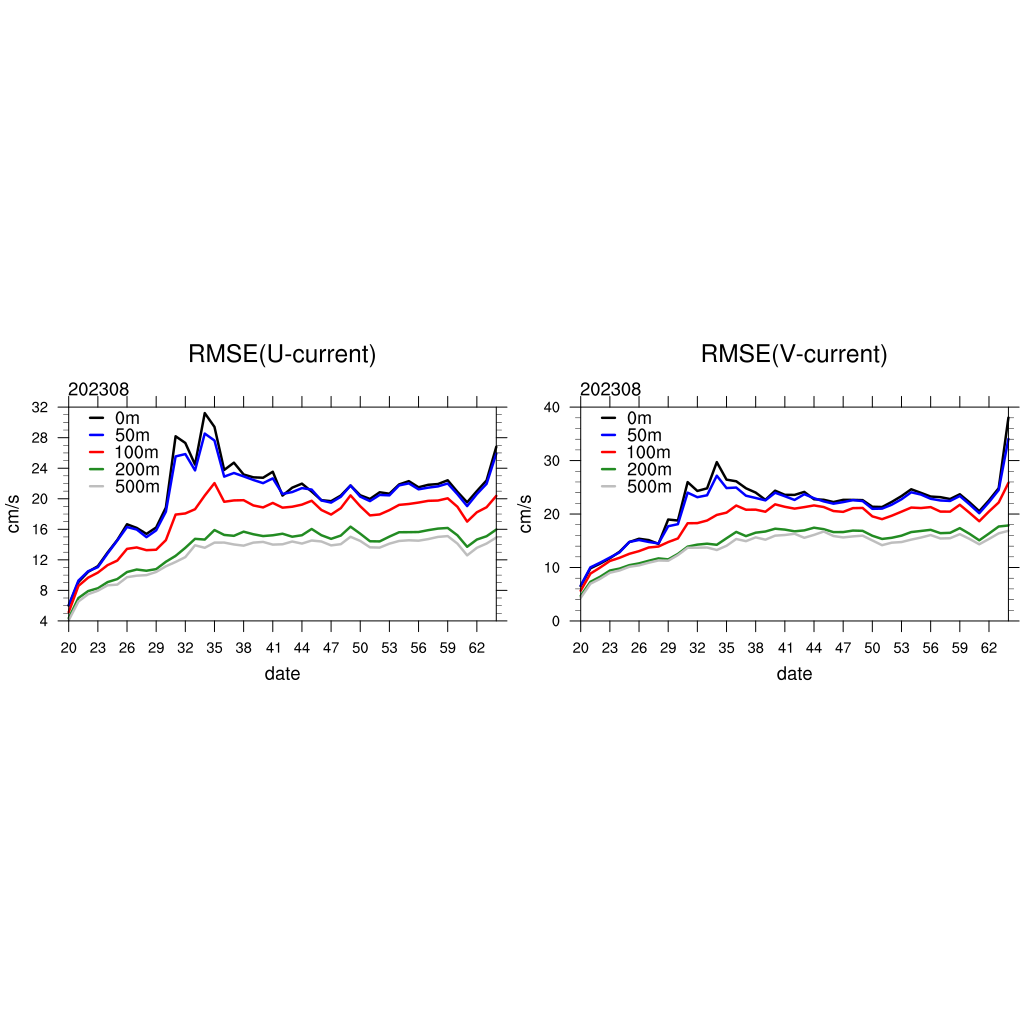 RMSE(U-current)
202308
32
28
24
20
16
12
8
4
cm/s
0m
50m
100m
200m
500m
20 23 26 29 32 35 38 41 44 47 50 53 56 59 62
date
RMSE(V-current)
202308
40
30
20
10
0
cm/s
0m
50m
100m
200m
500m
20 23 26 29 32 35 38 41 44 47 50 53 56 59 62
date